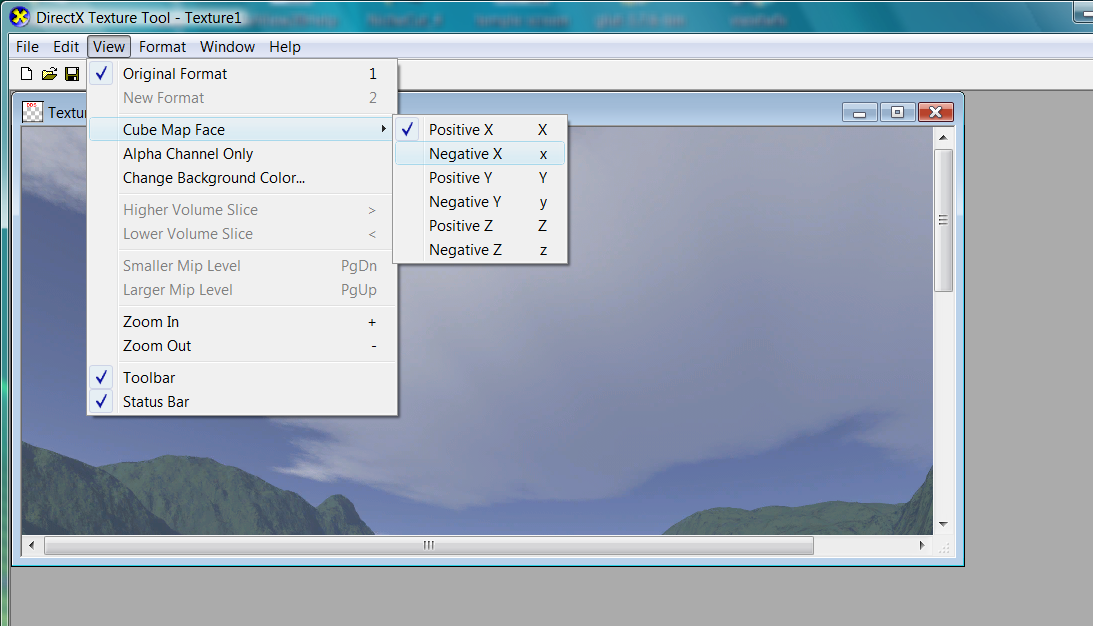 DirectX Texture Tool - Texture1
File Edit View Format Window Help
Original Format 1
New Format 2
Cube Map Face
Alpha Channel Only
Change Background Color...
Higher Volume Slice >
Lower Volume Slice <
Smaller Mip Level PgDn
Larger Mip Level PgUp
Zoom In +
Zoom Out -
Toolbar
Status Bar
Positive X X
Negative X x
Positive Y Y
Negative Y y
Positive Z Z
Negative Z z
DDS